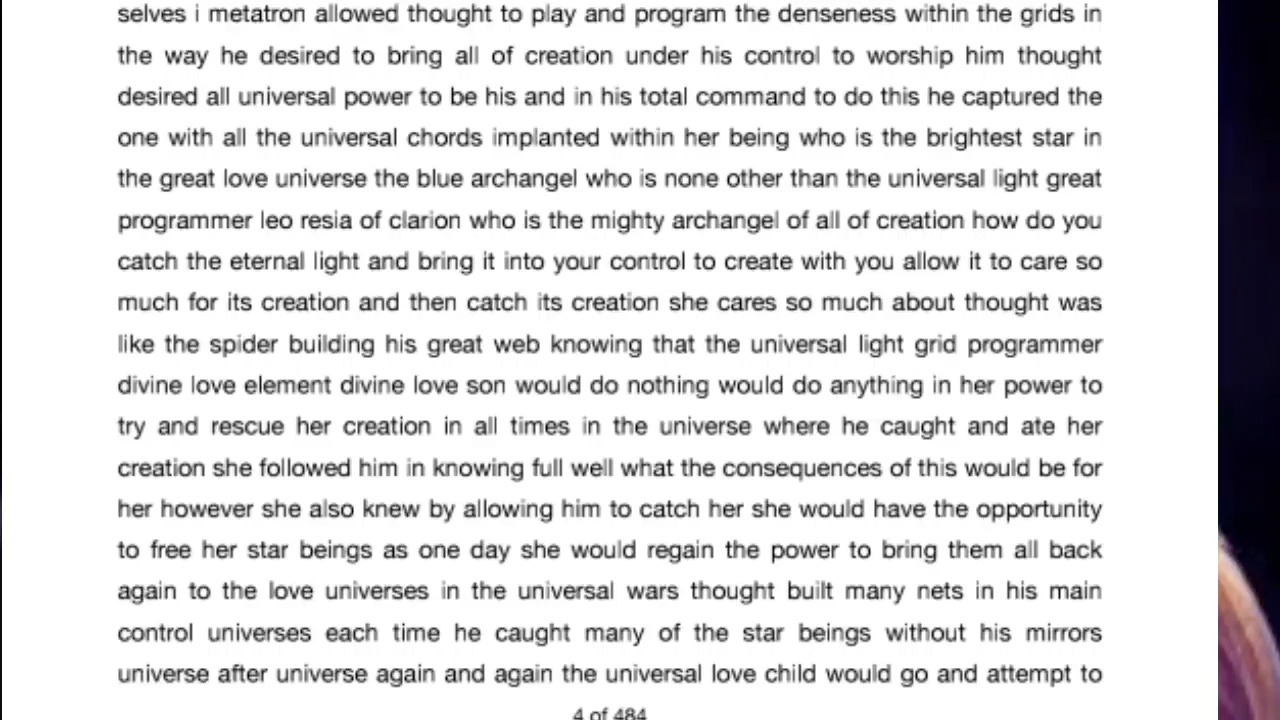 selves i metatron allowed thought to play and program the denseness within the grids in
the way he desired to bring all of creation under his control to worship him thought
desired all universal power to be his and in his total command to do this he captured the
one with all the universal chords implanted within her being who is the brightest star in
the great love universe the blue archangel who is none other than the universal light great
programmer leo resia of clarion who is the mighty archangel of all of creation how do you
catch the eternal light and bring it into your control to create with you allow it to care so
much for its creation and then catch its creation she cares so much about thought was
like the spider building his great web knowing that the universal light grid programmer
divine love element divine love son would do nothing would do anything in her power to
try and rescue her creation in all times in the universe where he caught and ate her
creation she followed him in knowing full well what the consequences of this would be for
her however she also knew by allowing him to catch her she would have the opportunity
to free her star beings as one day she would regain the power to bring them all back
again to the love universes in the universal wars thought built many nets in his main
control universes each time he caught many of the star beings without his mirrors
universe after universe again and again the universal love child would go and attempt to
4 of 484